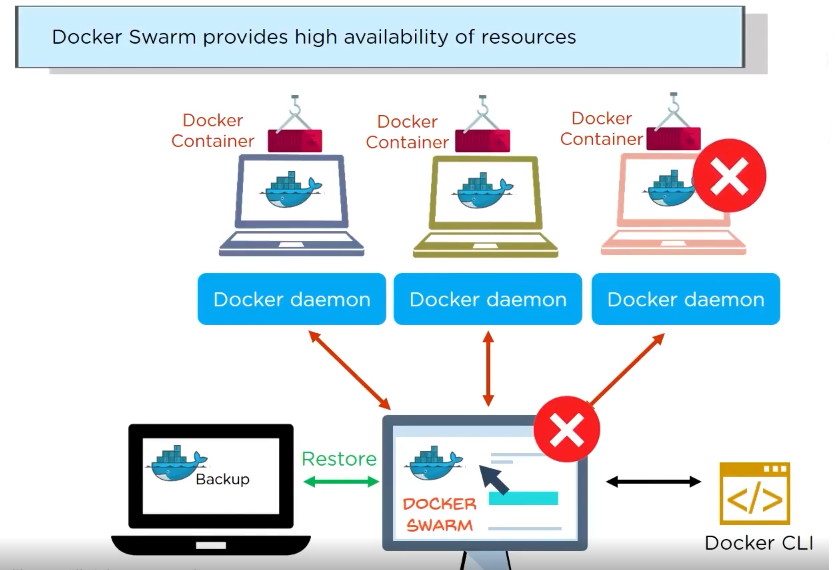 Docker Swarm provides high availability of resources
Docker
Container
Docker
Container
Docker
Container
Docker daemon
Docker daemon
Docker daemon
Backup
Restore
DOCKER
SWARM
Docker CLI